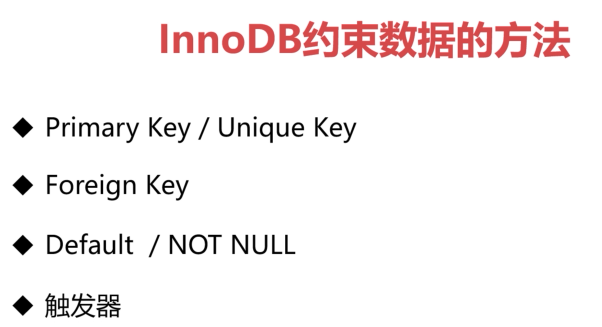 InnoDB约束数据的方法
◆ Primary Key / Unique Key
◆ Foreign Key
◆ Default / NOT NULL
◆ 触发器